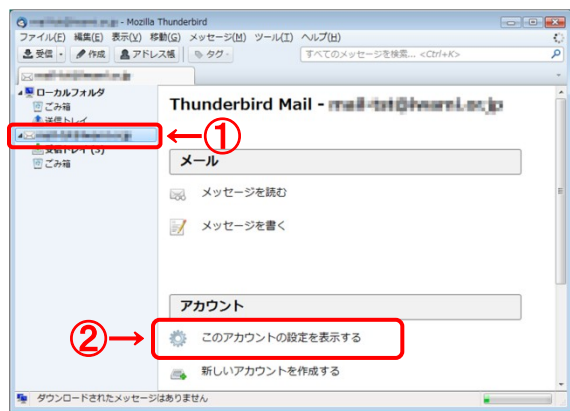 - Mozilla Thunderbird
ファイル(F) 編集(E) 表示(V) 移動(G) メッセージ(M) ツール(T) ヘルプ(H)
受信 作成 アドレス帳 タグ すべてのメッセージを検索... <Ctrl+K>
ローカルフォルダ
ごみ箱
送信トレイ
①
受信トレイ (3)
ごみ箱
Thunderbird Mail -
メール
メッセージを読む
メッセージを書く
アカウント
② このアカウントの設定を表示する
新しいアカウントを作成する
ダウンロードされたメッセージはありません